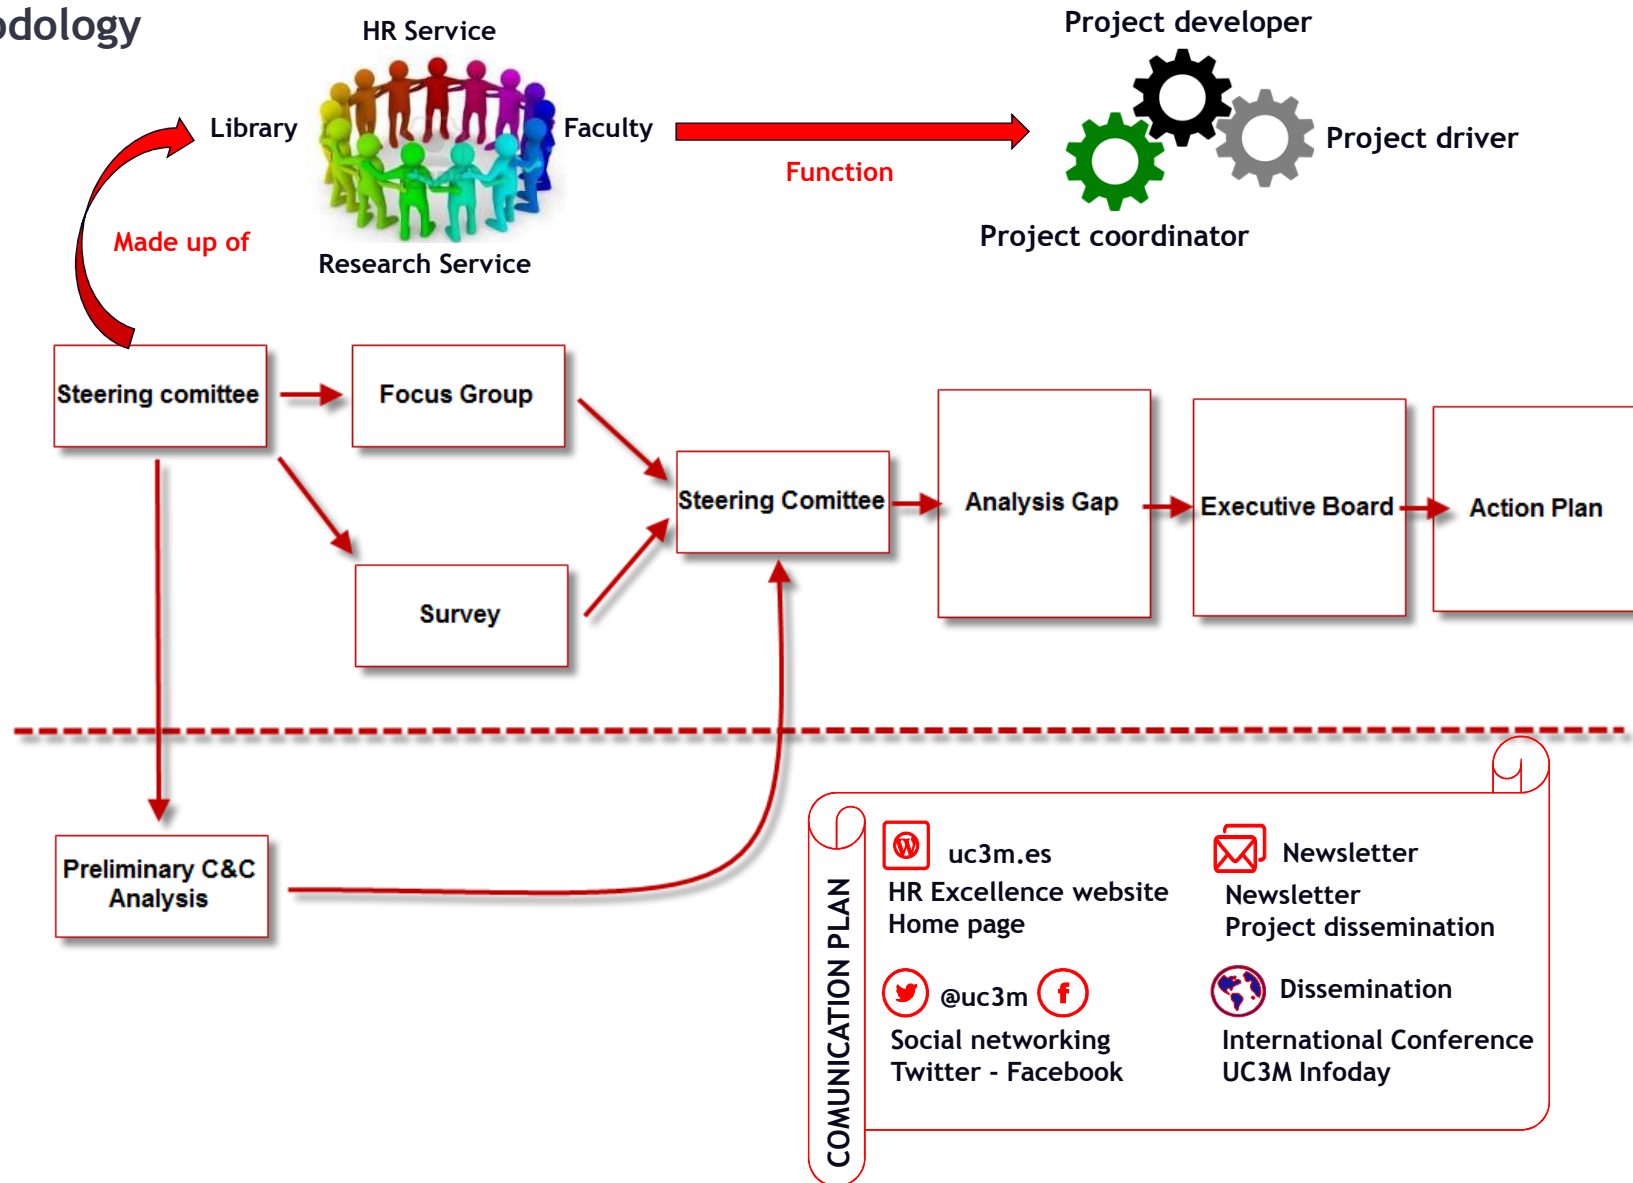 odology
HR Service
Library
Faculty
Research Service
Made up of
Function
Project developer
Project driver
Project coordinator
Steering comittee
Focus Group
Survey
Steering Comittee
Analysis Gap
Executive Board
Action Plan
Preliminary C&C
Analysis
COMUNICATION PLAN
uc3m.es
HR Excellence website
Home page
Newsletter
Newsletter
Project dissemination
@uc3m
Social networking
Twitter - Facebook
Dissemination
International Conference
UC3M Infoday